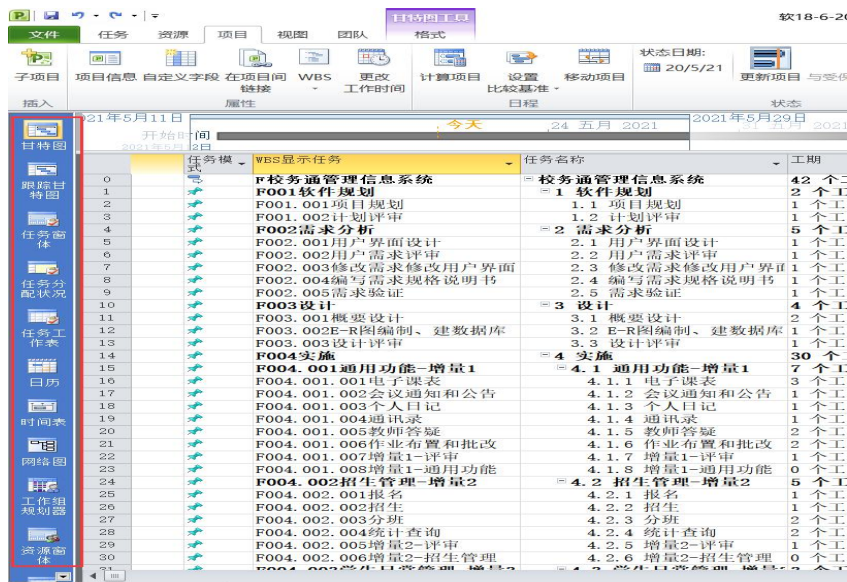 甘特图工具
软18-6-20
文件 任务 资源 项目 视图 团队 格式
子项目 项目信息 自定义字段 在项目间链接 WBS 更改工作时间 计算项目 设置比较基准 移动项目 状态日期: 20/5/21 更新项目 与受保
插入 属性 日程 状态
021年5月11日 2021年5月29日
开始时间 今天 ,24 五月 2021 31 五月 2021
2021年5月12日
任务模式 WBS显示任务 任务名称 工期
0 F校务通管理信息系统 校务通管理信息系统 42 个工
1 F001软件规划 1 软件规划 2 个工
2 F001.001项目规划 1.1 项目规划 1 个工
3 F001.002计划评审 1.2 计划评审 1 个工
4 F002需求分析 2 需求分析 5 个工
5 F002.001用户界面设计 2.1 用户界面设计 1 个工
6 F002.002用户需求评审 2.2 用户需求评审 1 个工
7 F002.003修改需求修改用户界面 2.3 修改需求修改用户界面 1 个工
8 F002.004编写需求规格说明书 2.4 编写需求规格说明书 1 个工
9 F002.005需求验证 2.5 需求验证 1 个工
10 F003设计 3 设计 4 个工
11 F003.001概要设计 3.1 概要设计 2 个工
12 F003.002E-R图编制、建数据库 3.2 E-R图编制、建数据库 1 个工
13 F003.003设计评审 3.3 设计评审 1 个工
14 F004实施 4 实施 30 个
15 F004.001通用功能-增量1 4.1 通用功能-增量1 7 个工
16 F004.001.001电子课表 4.1.1 电子课表 3 个工
17 F004.001.002会议通知和公告 4.1.2 会议通知和公告 1 个工
18 F004.001.003个人日记 4.1.3 个人日记 1 个工
19 F004.001.004通讯录 4.1.4 通讯录 1 个工
20 F004.001.005教师答疑 4.1.5 教师答疑 2 个工
21 F004.001.006作业布置和批改 4.1.6 作业布置和批改 2 个工
22 F004.001.007增量1-评审 4.1.7 增量1-评审 1 个工
23 F004.001.008增量1-通用功能 4.1.8 增量1-通用功能 0 个工
24 F004.002招生管理-增量2 4.2 招生管理-增量2 5 个工
25 F004.002.001报名 4.2.1 报名 1 个工
26 F004.002.002招生 4.2.2 招生 1 个工
27 F004.002.003分班 4.2.3 分班 2 个工
28 F004.002.004统计查询 4.2.4 统计查询 2 个工
29 F004.002.005增量2-评审 4.2.5 增量2-评审 1 个工
30 F004.002.006增量2-招生管理 4.2.6 增量2-招生管理 0 个工
甘特图
跟踪甘特图
任务窗体
任务分配状况
任务工作表
日历
时间表
网络图
工作组规划器
资源窗体